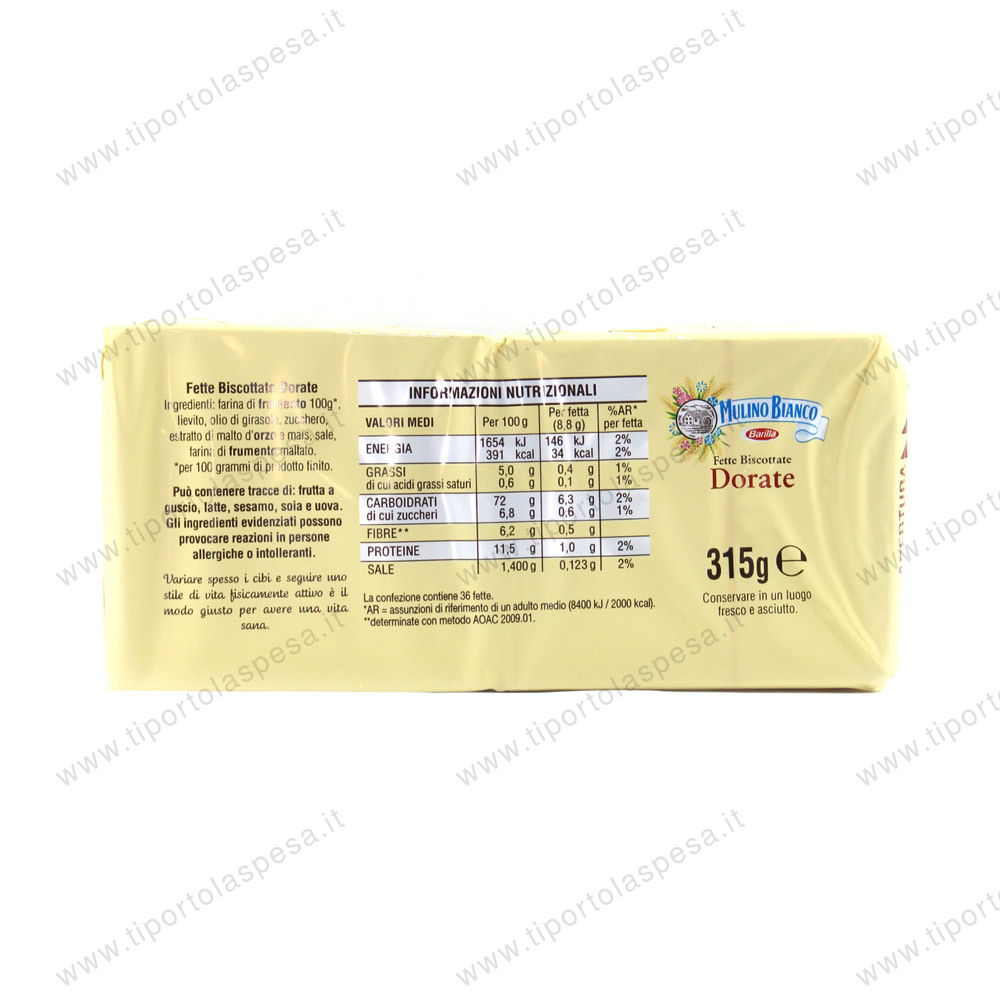 Fette Biscottate Dorate
Ingredienti: farina di frumento 100g*,
lievito, olio di girasole, zucchero,
estratto di malto d'orzo e mais, sale,
farina di frumento maltato.
*per 100 grammi di prodotto finito.
Può contenere tracce di: frutta a
guscio, latte, sesamo, soia e uova.
Gli ingredienti evidenziati possono
provocare reazioni in persone
allergiche o intolleranti.
Variare spesso i cibi e seguire uno
stile di vita fisicamente attivo è il
modo giusto per avere una vita
sana.
INFORMAZIONI NUTRIZIONALI
VALORI MEDI Per 100 g Per fetta (8,8 g) %AR* per fetta
ENERGIA 1654 kJ 146 kJ 2%
391 kcal 34 kcal 2%
GRASSI 5,0 g 0,4 g 1%
di cui acidi grassi saturi 0,6 g 0,1 g 1%
CARBOIDRATI 72 g 6,3 g 2%
di cui zuccheri 6,8 g 0,6 g 1%
FIBRE** 6,2 g 0,5 g
PROTEINE 11,5 g 1,0 g 2%
SALE 1,400 g 0,123 g 2%
La confezione contiene 36 fette.
*AR = assunzioni di riferimento di un adulto medio (8400 kJ / 2000 kcal).
**determinate con metodo AOAC 2009.01.
MULINO BIANCO
Barilla
Fette Biscottate
Dorate
315g e
Conservare in un luogo
fresco e asciutto.
www.tiportolaspesa.it